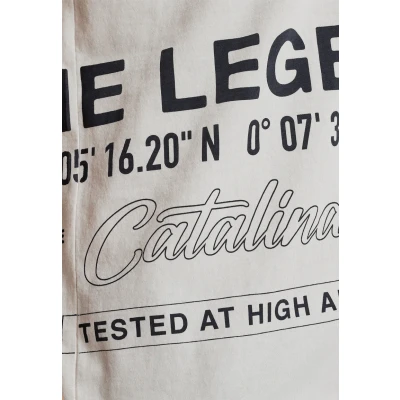 HE LEGE
05' 16.20" N 0° 07' 3
E
Catalina
TESTED AT HIGH A